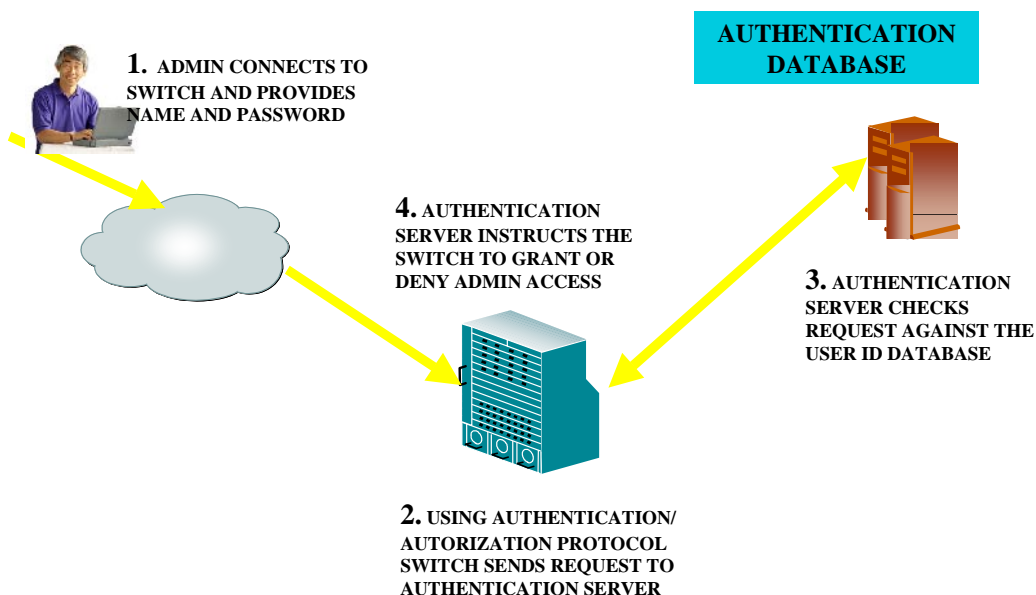 AUTHENTICATION
DATABASE
1. ADMIN CONNECTS TO
SWITCH AND PROVIDES
NAME AND PASSWORD
4. AUTHENTICATION
SERVER INSTRUCTS THE
SWITCH TO GRANT OR
DENY ADMIN ACCESS
3. AUTHENTICATION
SERVER CHECKS
REQUEST AGAINST THE
USER ID DATABASE
2. USING AUTHENTICATION/
AUTORIZATION PROTOCOL
SWITCH SENDS REQUEST TO
AUTHENTICATION SERVER